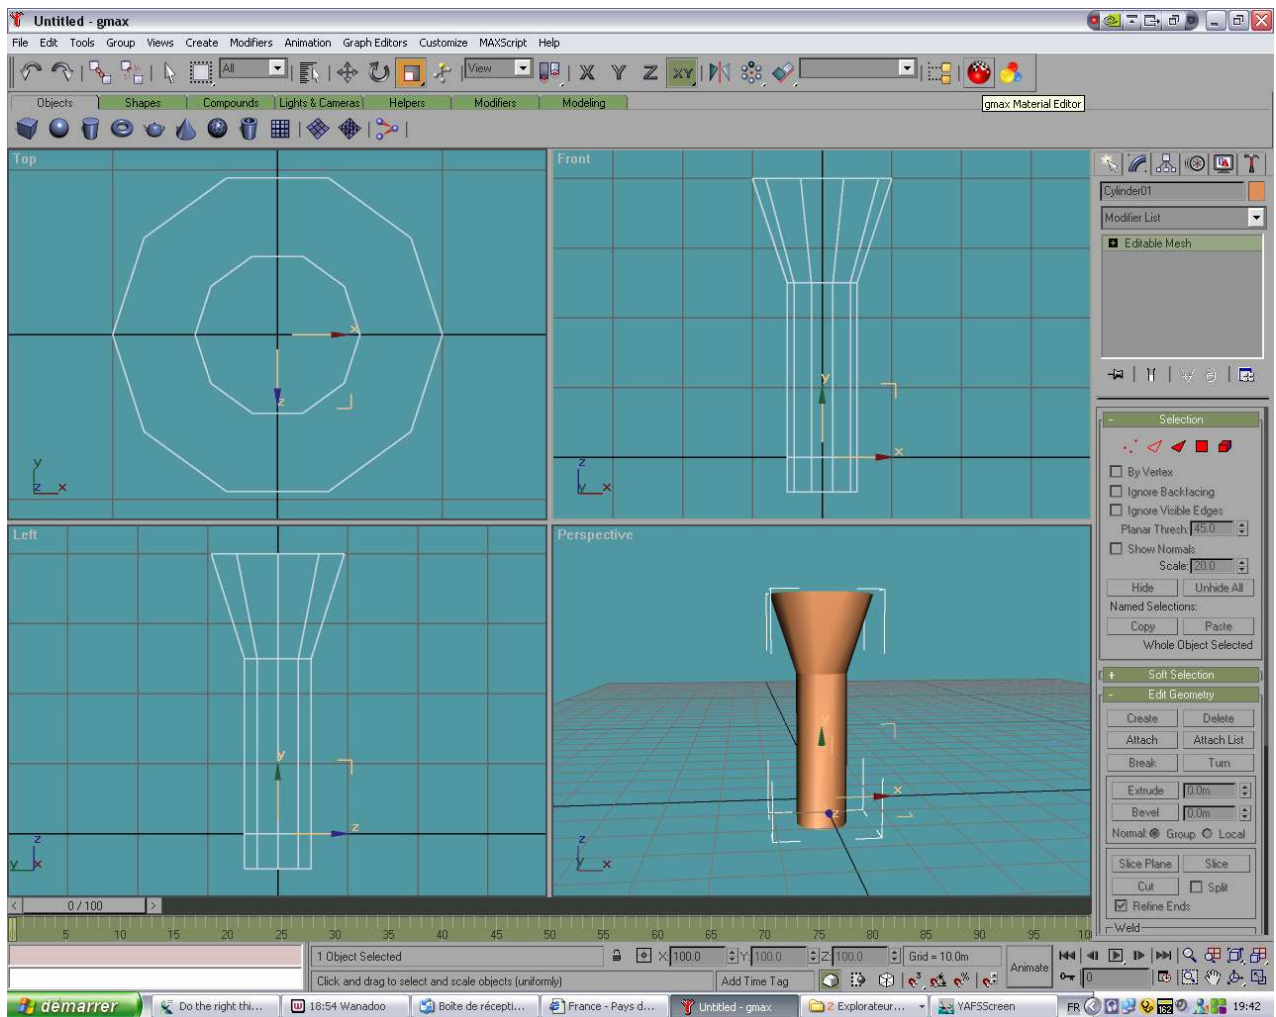 Untitled - gmax
File Edit Tools Group Views Create Modifiers Animation Graph Editors Customize MAXScript Help
All
View
X Y Z XY
Objects Shapes Compounds Lights & Cameras Helpers Modifiers Modeling
gmax Material Editor
Top
Front
Left
Perspective
x
z
y
z x
y
x
z
y x
y
z
z
y x
y
x
z
z
y x
Cylinder01
Modifier List
Editable Mesh
Selection
By Vertex
Ignore Backfacing
Ignore Visible Edges
Planar Thresh: 45.0
Show Normals
Scale: 20.0
Hide Unhide All
Named Selections:
Copy Paste
Whole Object Selected
+ Soft Selection
- Edit Geometry
Create Delete
Attach Attach List
Break Turn
Extrude 0.0m
Bevel 0.0m
Normal: Group Local
Slice Plane Slice
Cut Split
Refine Ends
Weld
< 0 / 100 >
5 10 15 20 25 30 35 40 45 50 55 60 65 70 75 80 85 90 95 10
1 Object Selected
X: 100.0 Y: 100.0 Z: 100.0 Grid = 10.0m
Animate
Click and drag to select and scale objects (uniformly)
Add Time Tag
0
démarrer
Do the right thi...
18:54 Wanadoo
Boîte de récepti...
France - Pays d...
Untitled - gmax
2 Explorateur...
YAFSScreen
FR
162
19:42